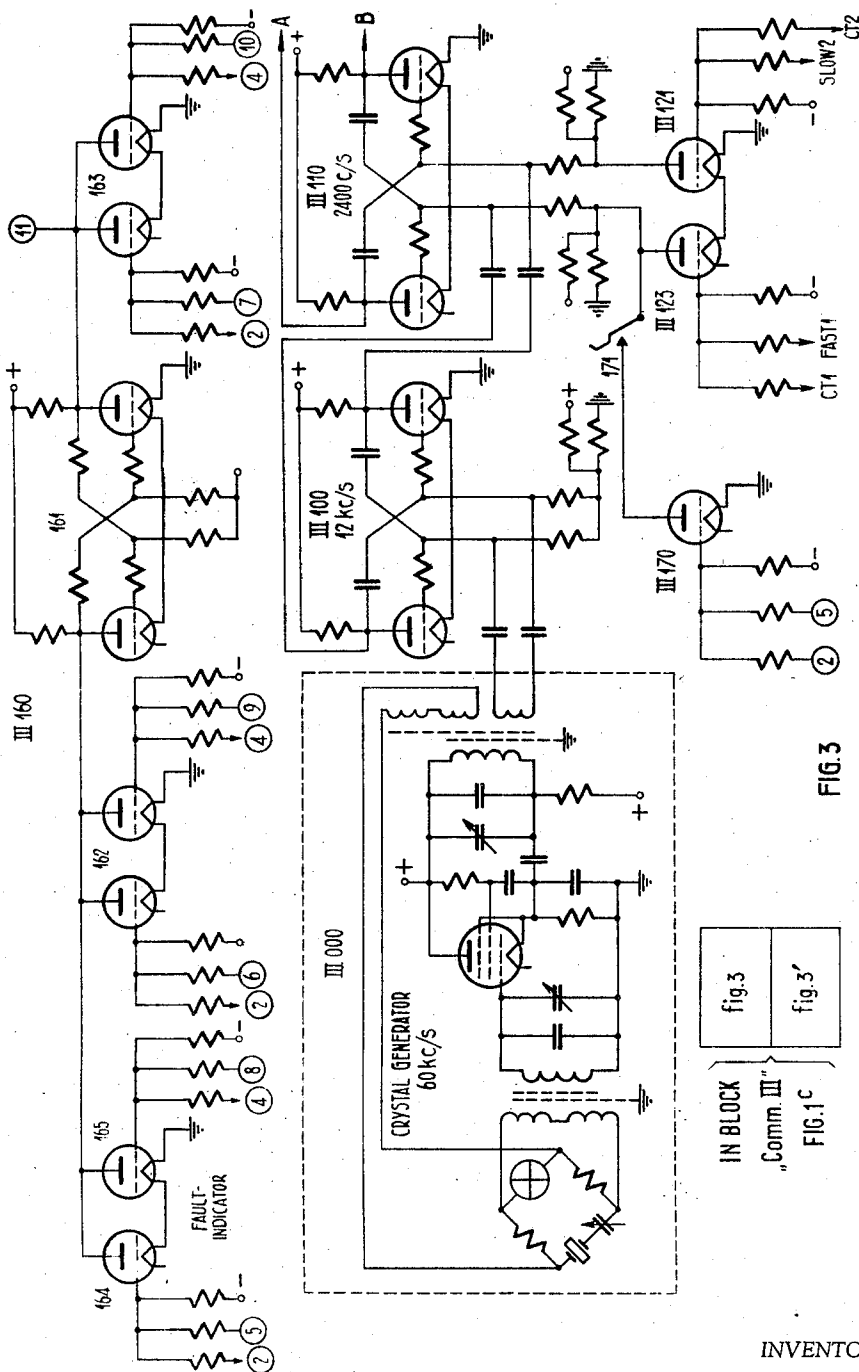 III 160
161
+
11
163
−
10
4
−
7
2
162
−
9
4
6
2
165
−
8
4
164
−
5
2
FAULT-
INDICATOR
A
B
+
III 110
2400 c/s
+
III 100
12 kc/s
+
III 000
CRYSTAL GENERATOR
60 kc/s
+
+
III 121
−
SLOW2
CT2
III 123
−
FAST1
CT1
171
III 170
−
5
2
FIG.3
fig.3
fig.3′
IN BLOCK
„Comm. III"
FIG.1c
INVENTO